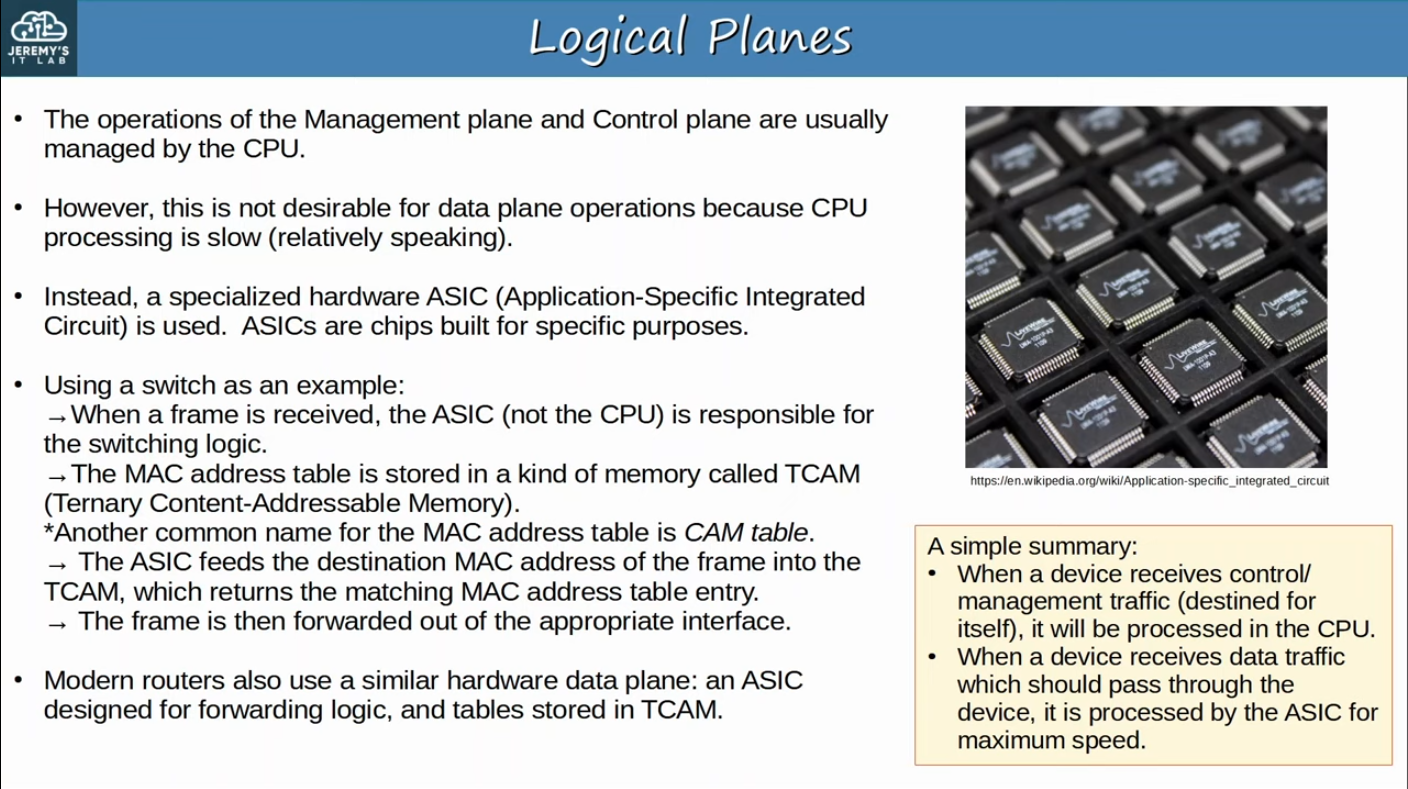 JEREMY'S
IT LAB
Logical Planes
• The operations of the Management plane and Control plane are usually
managed by the CPU.
• However, this is not desirable for data plane operations because CPU
processing is slow (relatively speaking).
• Instead, a specialized hardware ASIC (Application-Specific Integrated
Circuit) is used.  ASICs are chips built for specific purposes.
• Using a switch as an example:
→When a frame is received, the ASIC (not the CPU) is responsible for
the switching logic.
→The MAC address table is stored in a kind of memory called TCAM
(Ternary Content-Addressable Memory).
*Another common name for the MAC address table is CAM table.
→ The ASIC feeds the destination MAC address of the frame into the
TCAM, which returns the matching MAC address table entry.
→ The frame is then forwarded out of the appropriate interface.
• Modern routers also use a similar hardware data plane: an ASIC
designed for forwarding logic, and tables stored in TCAM.
LIVEWIRE
1109
https://en.wikipedia.org/wiki/Application-specific_integrated_circuit
A simple summary:
• When a device receives control/
management traffic (destined for
itself), it will be processed in the CPU.
• When a device receives data traffic
which should pass through the
device, it is processed by the ASIC for
maximum speed.